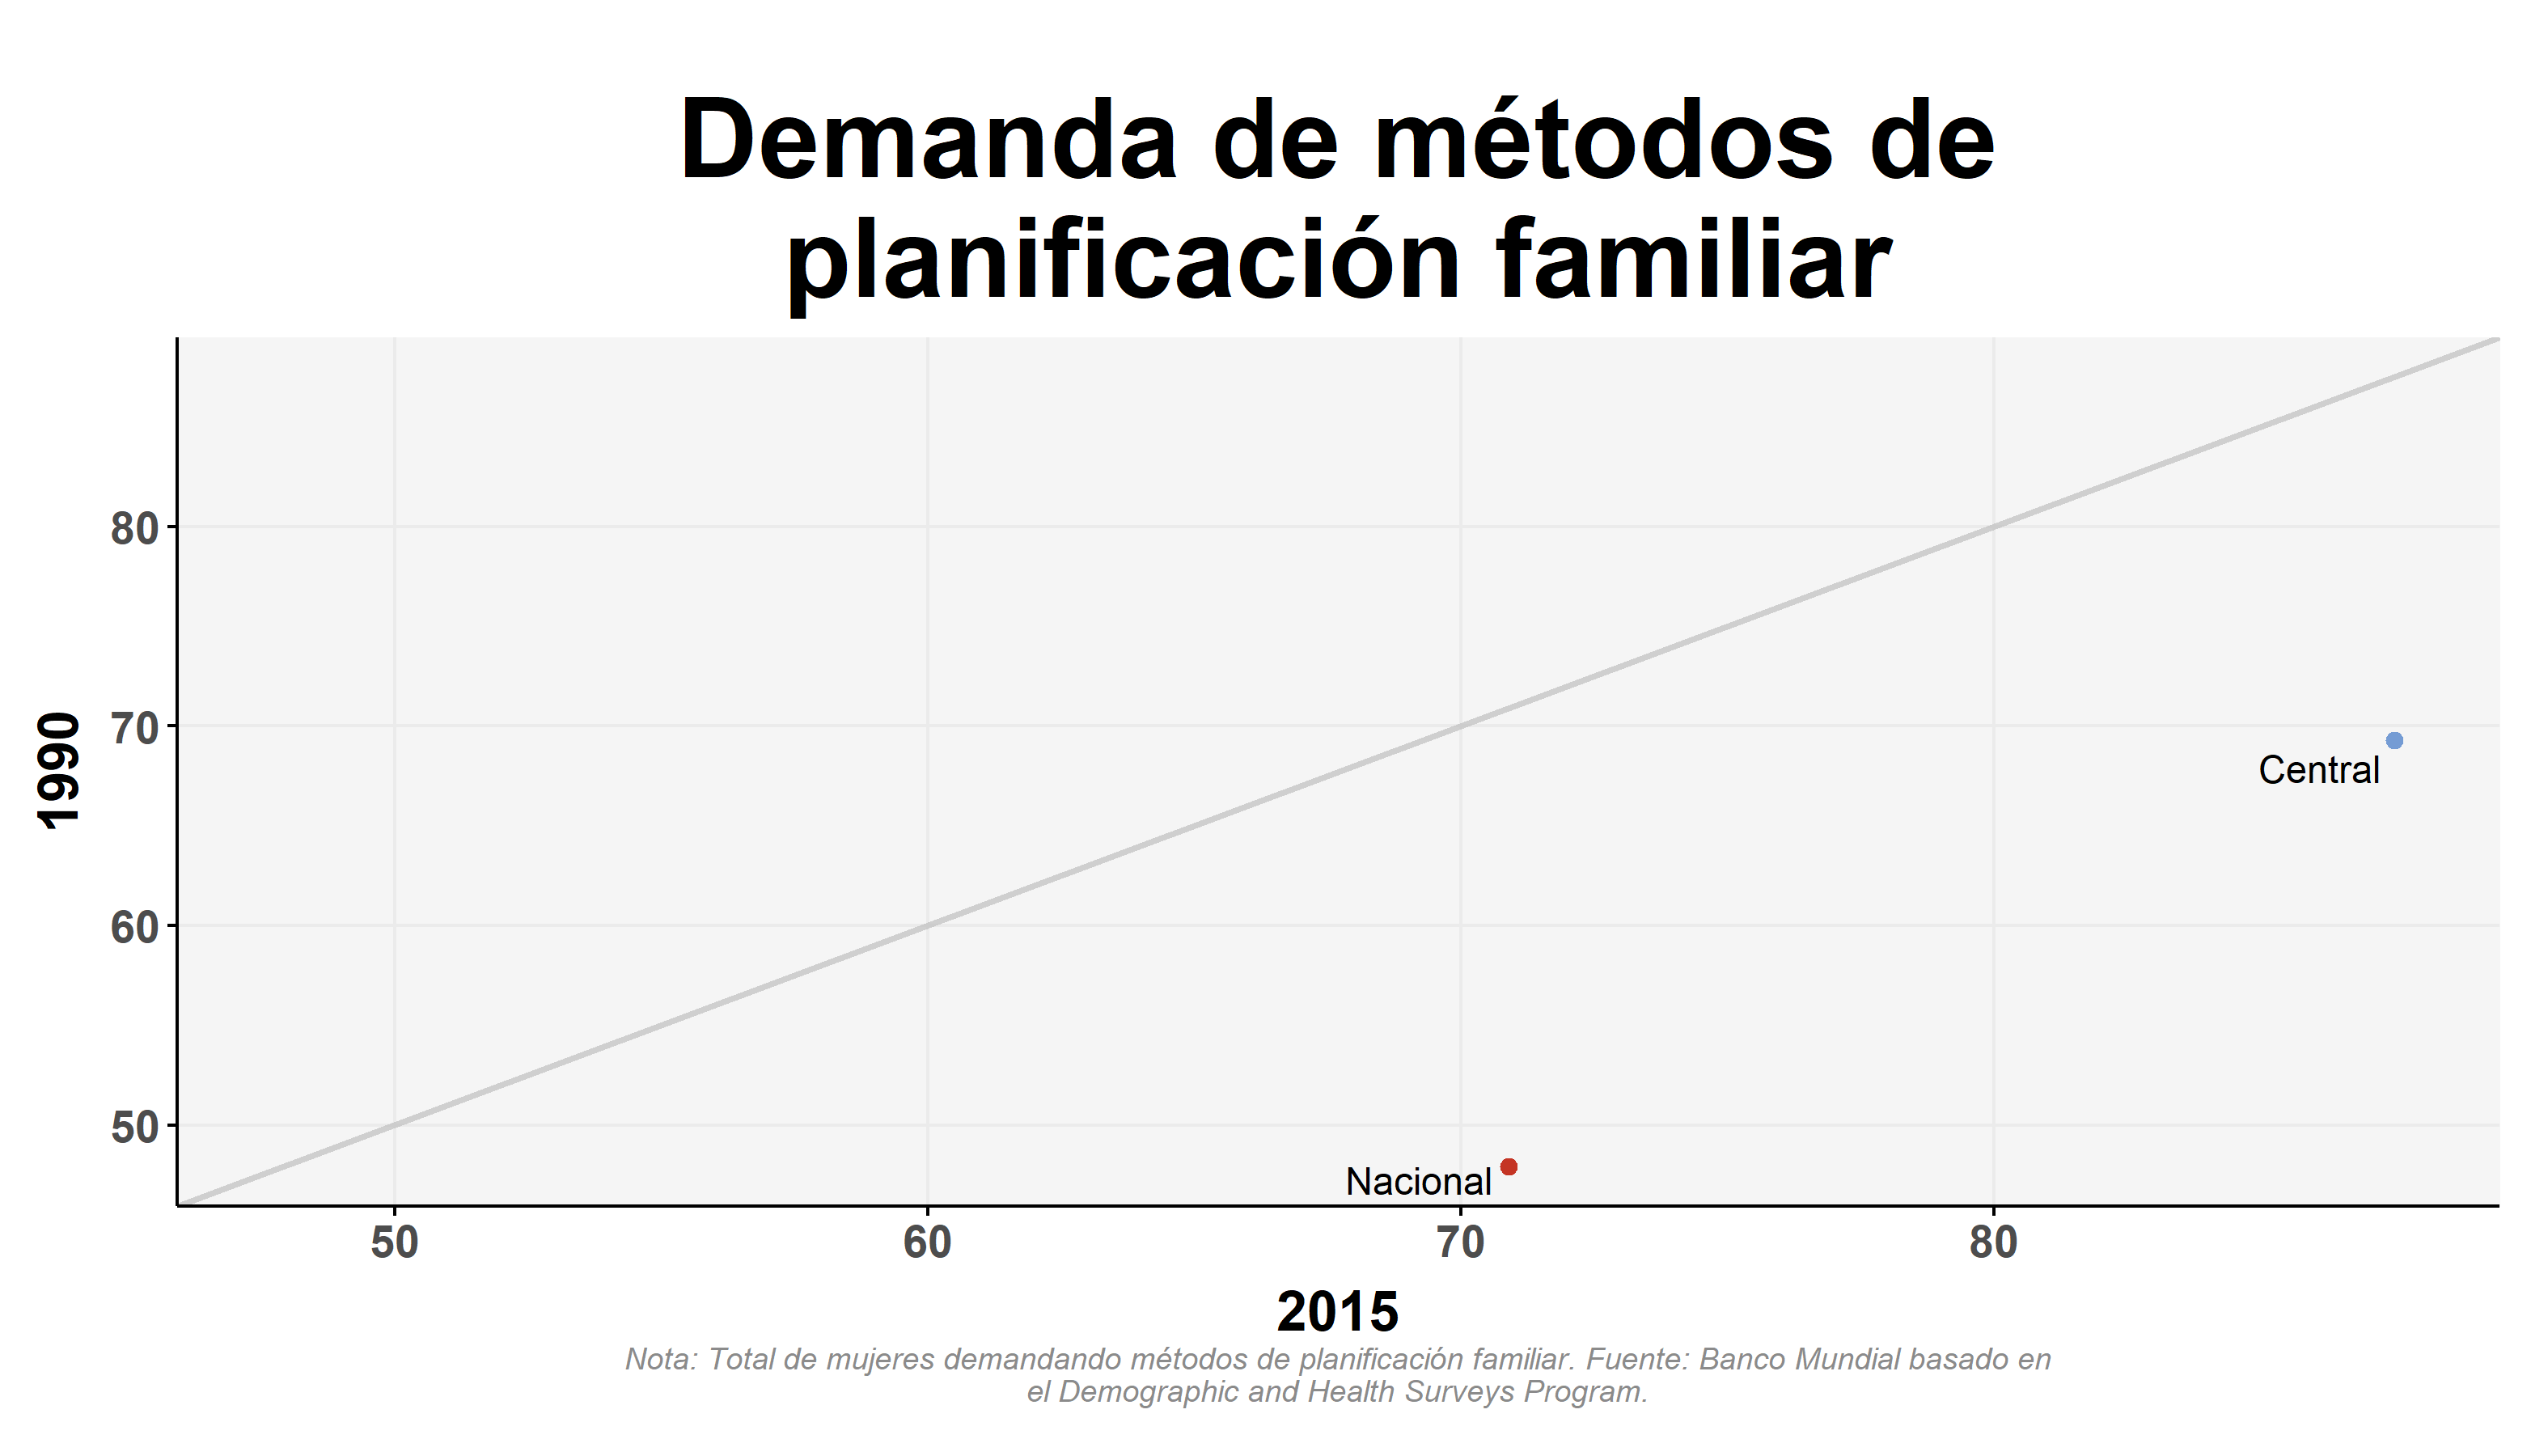 Demanda de métodos de
planificación familiar
80
70
60
50
1990
Central
Nacional
50
60
70
80
2015
Nota: Total de mujeres demandando métodos de planificación familiar. Fuente: Banco Mundial basado en
el Demographic and Health Surveys Program.